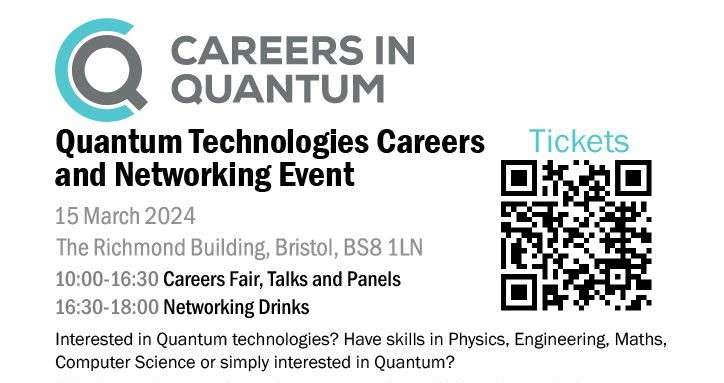 CAREERS IN
QUANTUM
Quantum Technologies Careers
and Networking Event
Tickets
15 March 2024
The Richmond Building, Bristol, BS8 1LN
10:00-16:30 Careers Fair, Talks and Panels
16:30-18:00 Networking Drinks
Interested in Quantum technologies? Have skills in Physics, Engineering, Maths,
Computer Science or simply interested in Quantum?